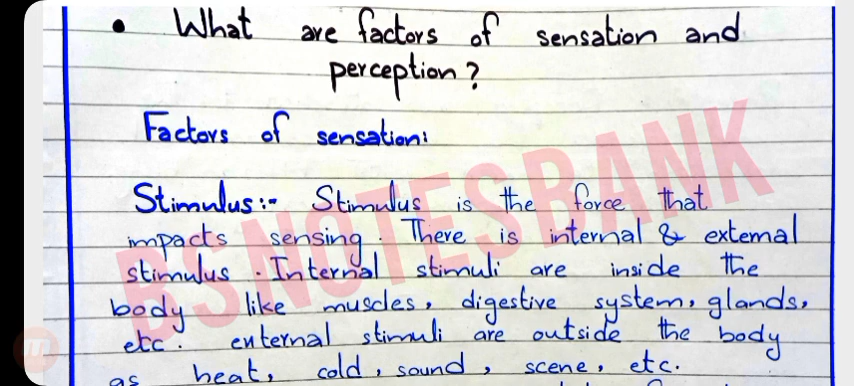 • What are factors of sensation and
perception?
Factors of sensation:
Stimulus:- Stimulus is the force that
impacts sensing. There is internal & external
stimulus. Internal stimuli are inside the
body like muscles, digestive system, glands,
etc. external stimuli are outside the body
as heat, cold, sound, scene, etc.
BSNOTESBANK